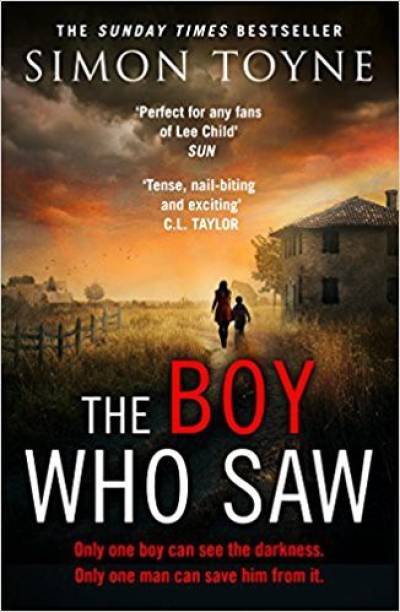 THE SUNDAY TIMES BESTSELLER
SIMON TOYNE
'Perfect for any fans
of Lee Child'
SUN
'Tense, nail-biting
and exciting'
C.L. TAYLOR
THE BOY
WHO SAW
Only one boy can see the darkness.
Only one man can save him from it.